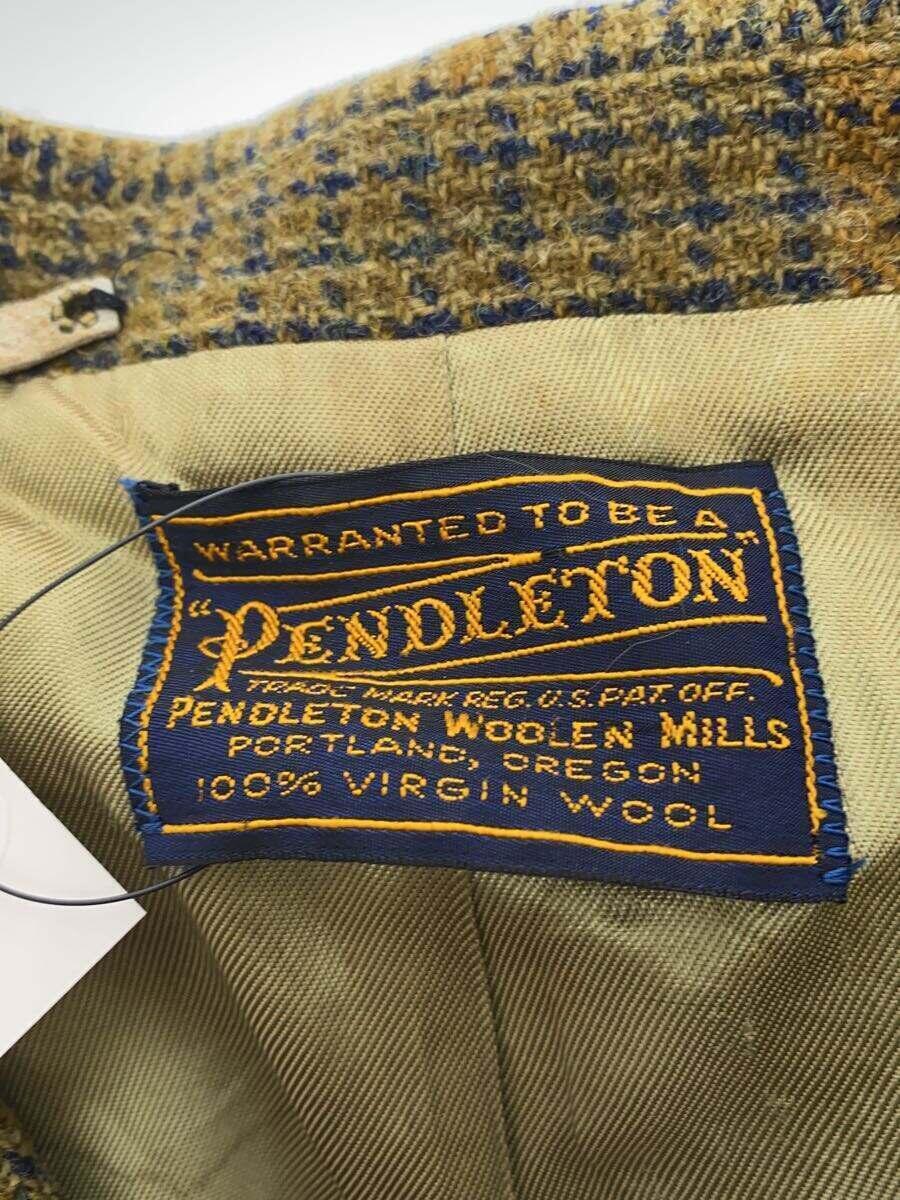 WARRANTED TO BE A
"PENDLETON"
TRADE MARK REG. U.S. PAT. OFF.
PENDLETON WOOLEN MILLS
PORTLAND, OREGON
100% VIRGIN WOOL